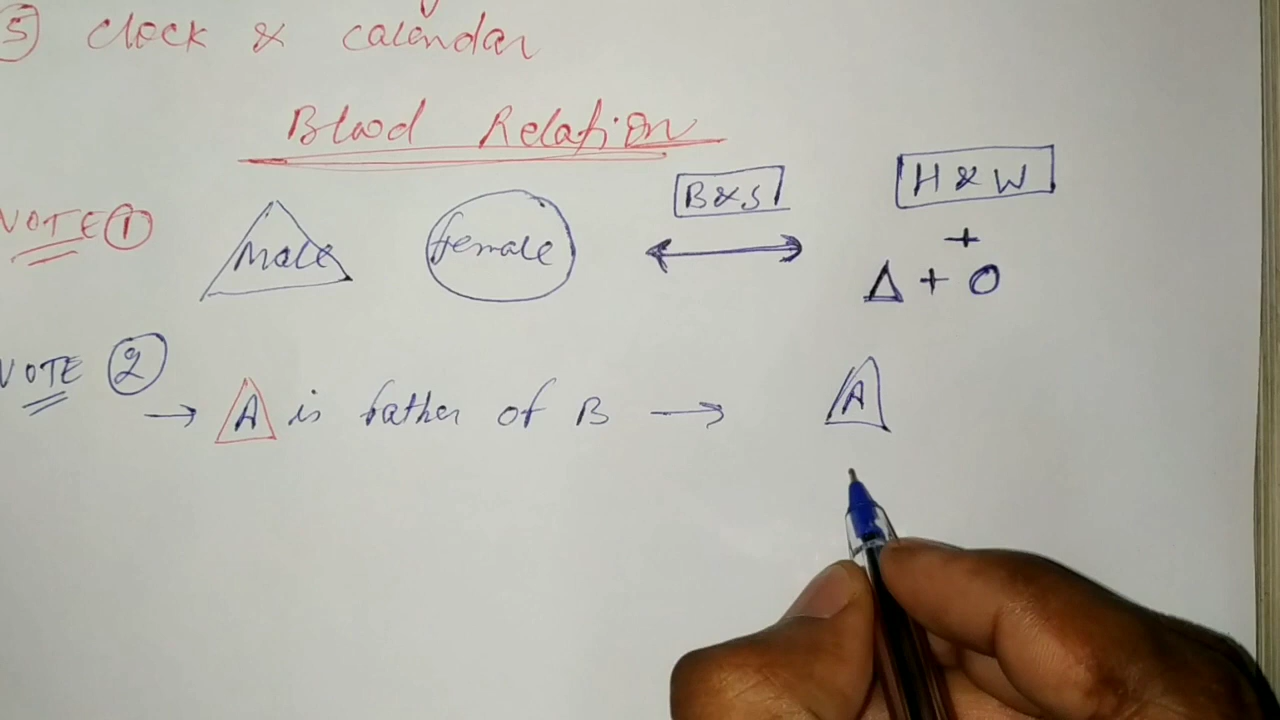 5 Clock & calendar
Blood Relation
NOTE 1 Male female B&S H & W
+
Δ + O
NOTE 2
→ A is father of B → A